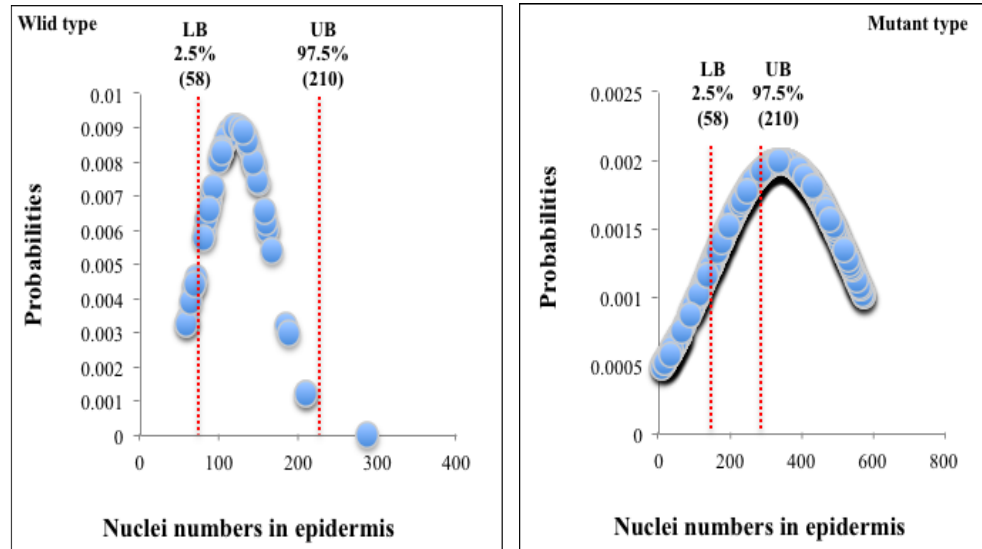 Wlid type
LB
2.5%
(58)
UB
97.5%
(210)
0.01
0.009
0.008
0.007
0.006
0.005
0.004
0.003
0.002
0.001
0
0 100 200 300 400
Probabilities
Nuclei numbers in epidermis
Mutant type
LB
2.5%
(58)
UB
97.5%
(210)
0.0025
0.002
0.0015
0.001
0.0005
0
0 200 400 600 800
Probabilities
Nuclei numbers in epidermis